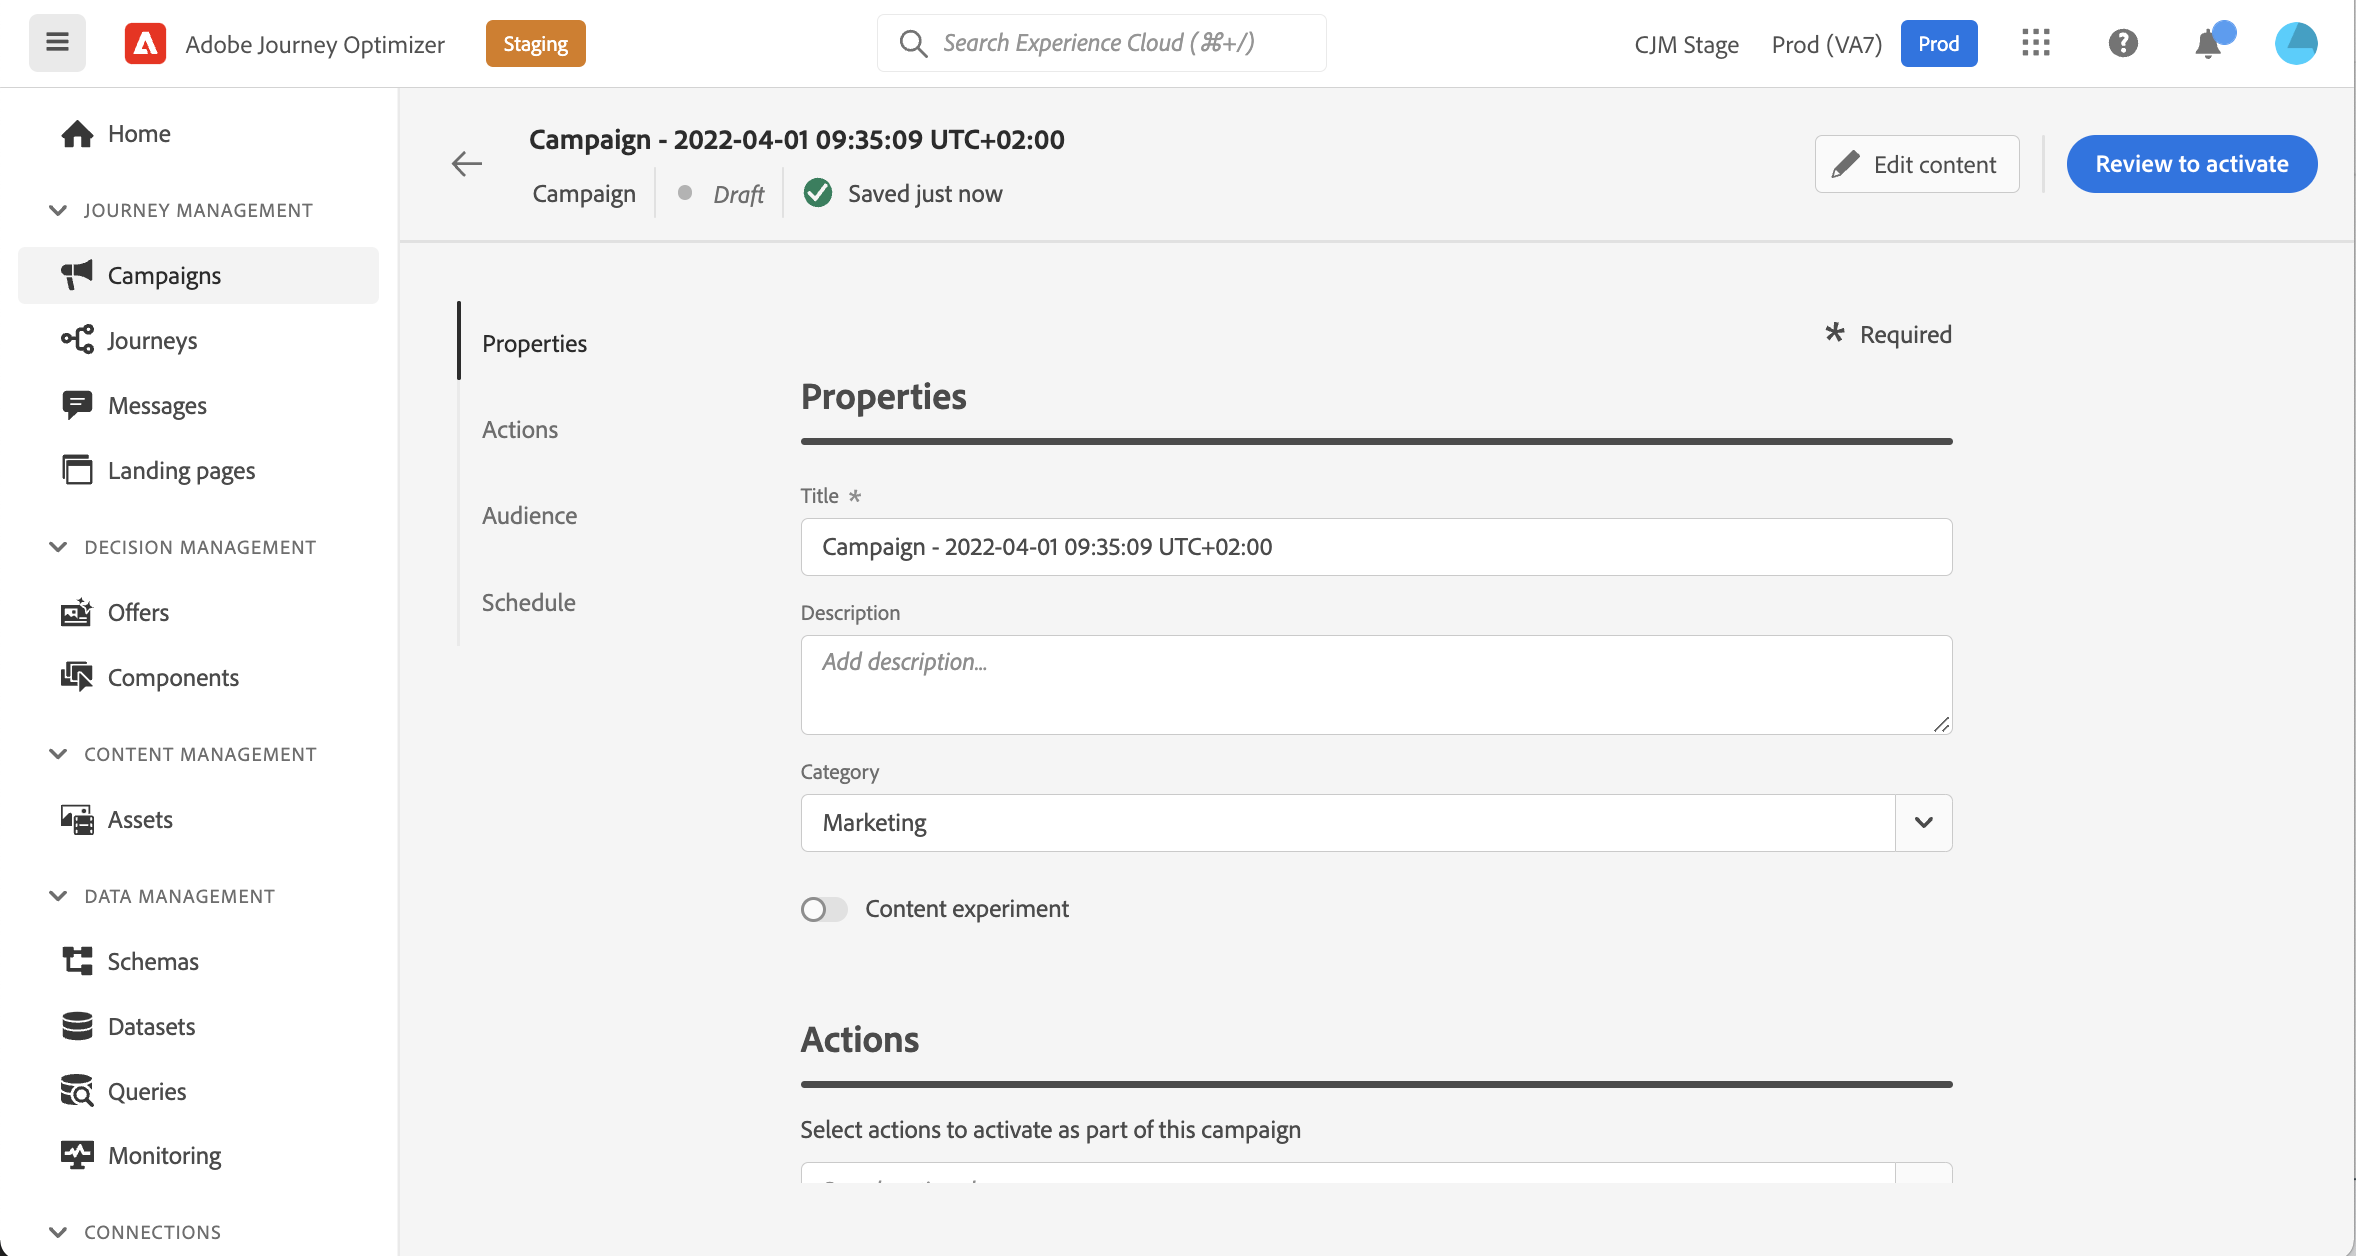 Adobe Journey Optimizer
Staging
Search Experience Cloud (⌘+/)
CJM Stage
Prod (VA7)
Prod
Home
JOURNEY MANAGEMENT
Campaigns
Journeys
Messages
Landing pages
DECISION MANAGEMENT
Offers
Components
CONTENT MANAGEMENT
Assets
DATA MANAGEMENT
Schemas
Datasets
Queries
Monitoring
CONNECTIONS
Campaign - 2022-04-01 09:35:09 UTC+02:00
Campaign
Draft
Saved just now
Edit content
Review to activate
Properties
Actions
Audience
Schedule
* Required
Properties
Title *
Campaign - 2022-04-01 09:35:09 UTC+02:00
Description
Add description...
Category
Marketing
Content experiment
Actions
Select actions to activate as part of this campaign